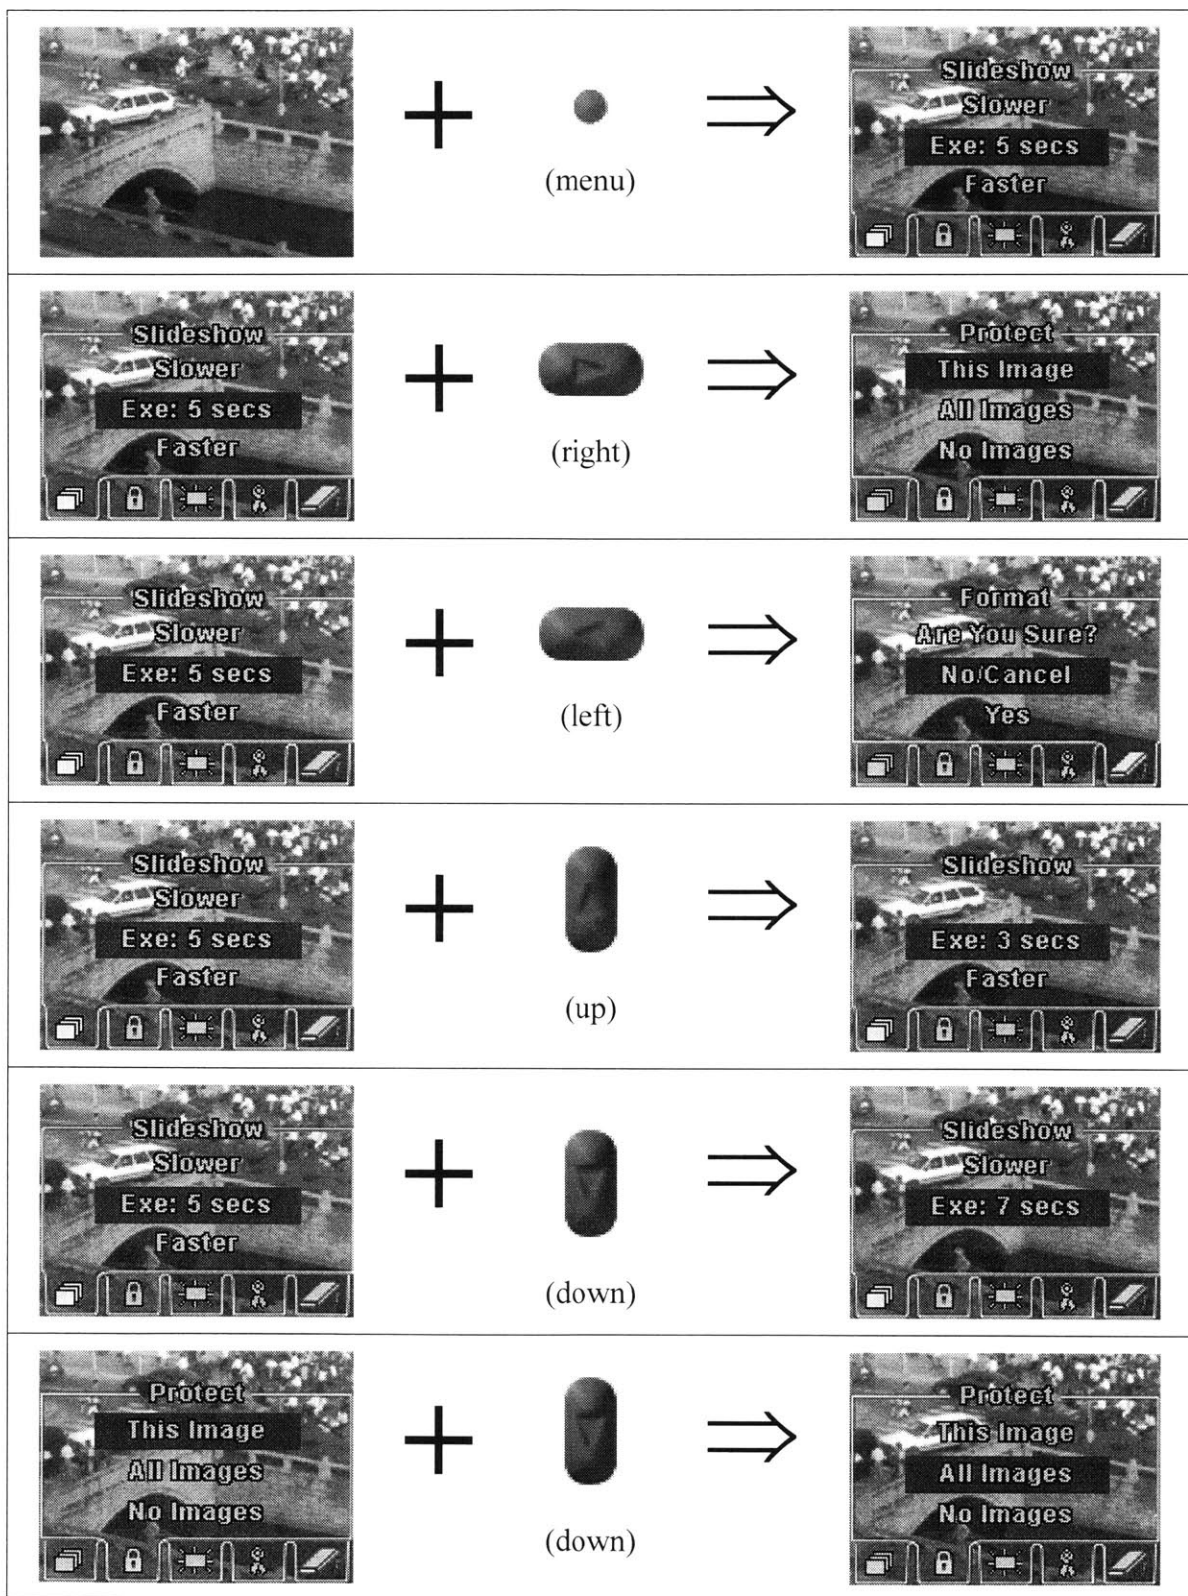 Slideshow
Slower
Exe: 5 secs
Faster
(menu)
Slideshow
Slower
Exe: 5 secs
Faster
(right)
Protect
This Image
All Images
No Images
Slideshow
Slower
Exe: 5 secs
Faster
(left)
Format
Are You Sure?
No/Cancel
Yes
Slideshow
Slower
Exe: 5 secs
Faster
(up)
Slideshow
Exe: 3 secs
Faster
Slideshow
Slower
Exe: 5 secs
Faster
(down)
Slideshow
Slower
Exe: 7 secs
Protect
This Image
All Images
No Images
(down)
Protect
This Image
All Images
No Images